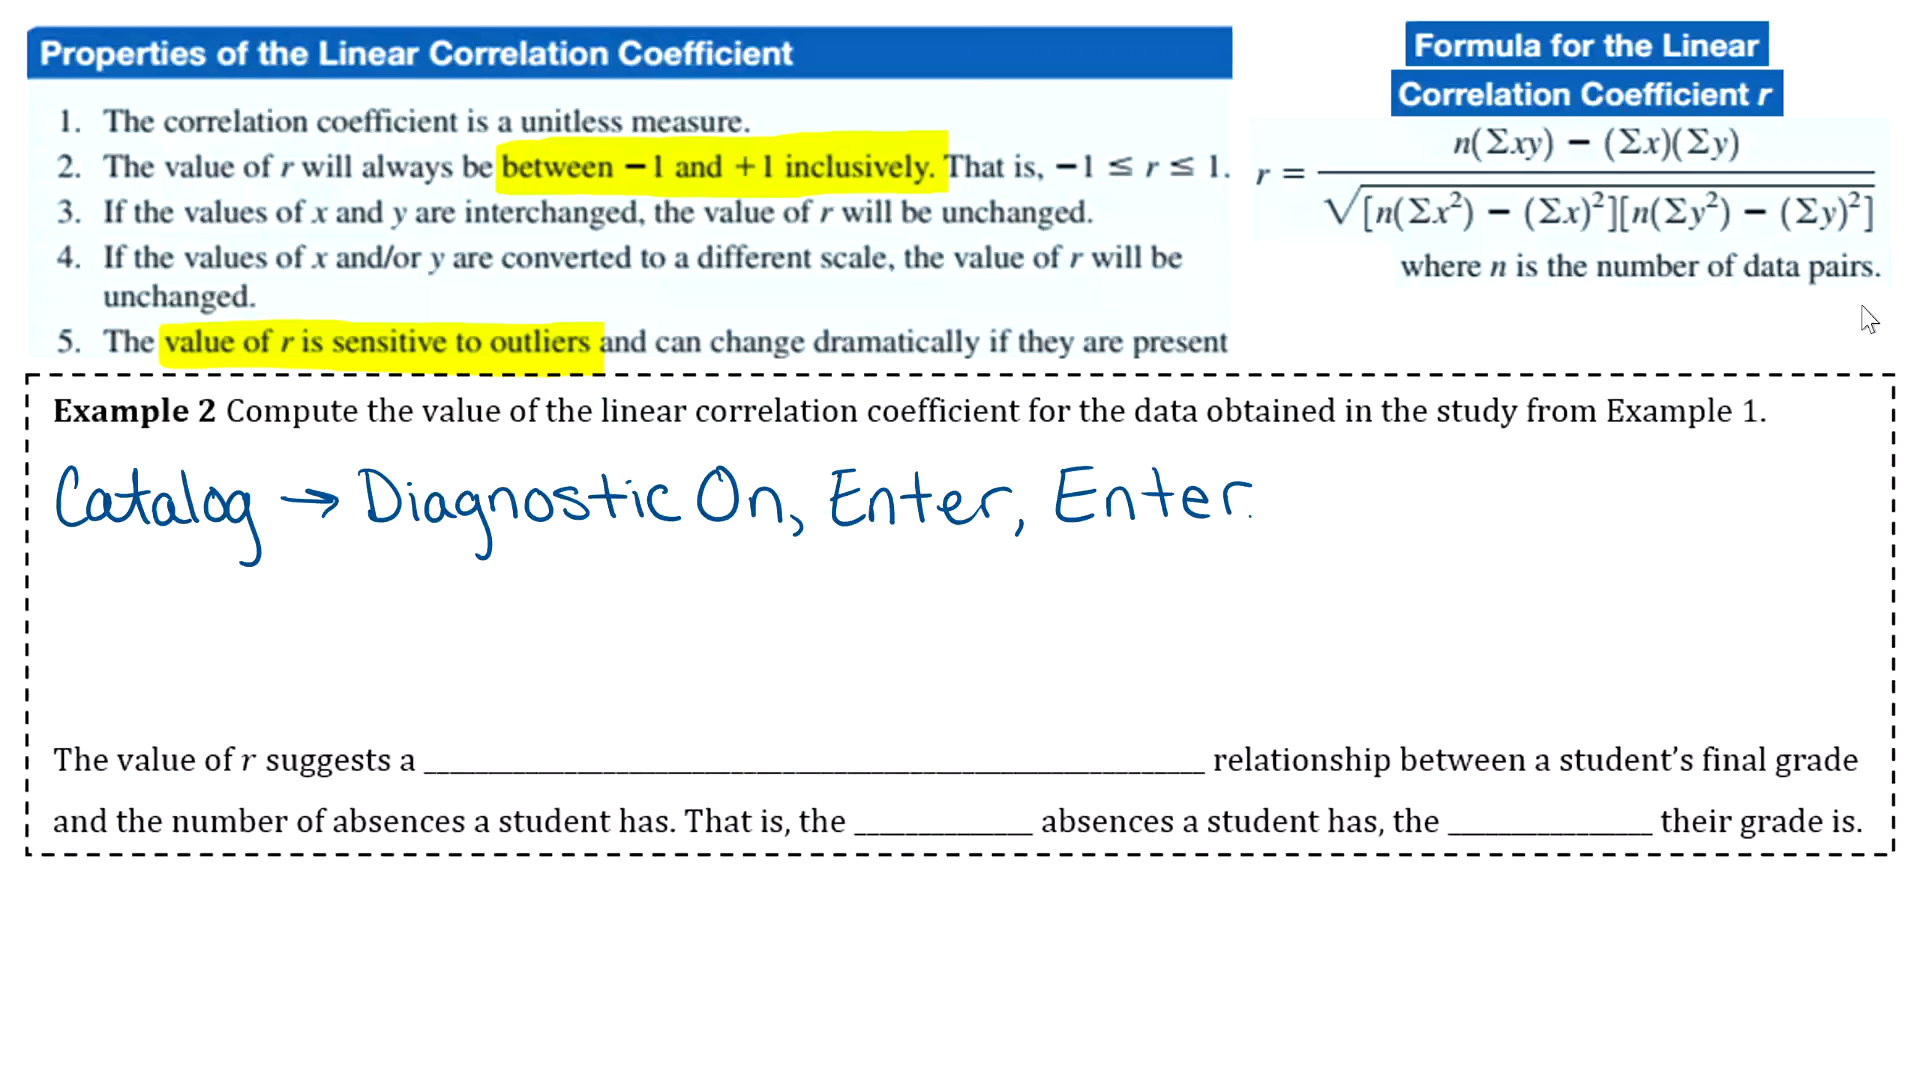 Properties of the Linear Correlation Coefficient
1. The correlation coefficient is a unitless measure.
2. The value of r will always be between −1 and +1 inclusively. That is, −1 ≤ r ≤ 1.
3. If the values of x and y are interchanged, the value of r will be unchanged.
4. If the values of x and/or y are converted to a different scale, the value of r will be
unchanged.
5. The value of r is sensitive to outliers and can change dramatically if they are present
Formula for the Linear
Correlation Coefficient r
r = n(Σxy) − (Σx)(Σy) / √[n(Σx²) − (Σx)²][n(Σy²) − (Σy)²]
where n is the number of data pairs.
Example 2 Compute the value of the linear correlation coefficient for the data obtained in the study from Example 1.
Catalog → Diagnostic On, Enter, Enter.
The value of r suggests a ____________________ relationship between a student’s final grade
and the number of absences a student has. That is, the __________ absences a student has, the __________ their grade is.